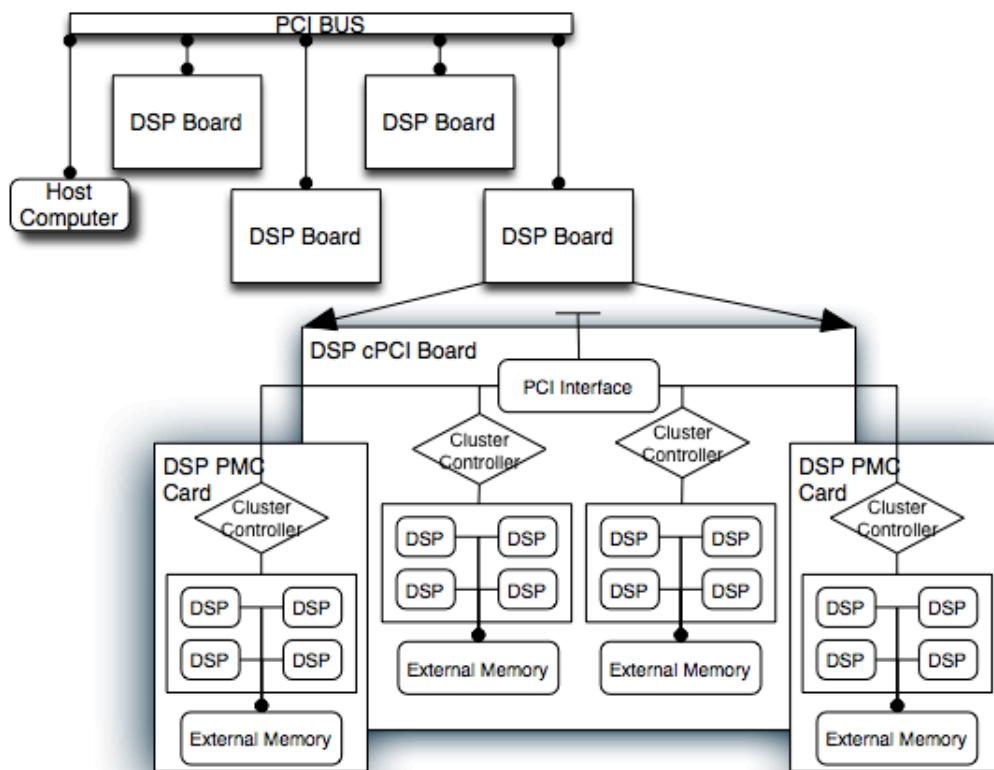 PCI BUS
DSP Board
DSP Board
Host
Computer
DSP Board
DSP Board
DSP cPCI Board
PCI Interface
Cluster
Controller
Cluster
Controller
DSP PMC
Card
Cluster
Controller
DSP PMC
Card
Cluster
Controller
DSP DSP
DSP DSP
External Memory
DSP DSP
DSP DSP
External Memory
DSP DSP
DSP DSP
External Memory
DSP DSP
DSP DSP
External Memory